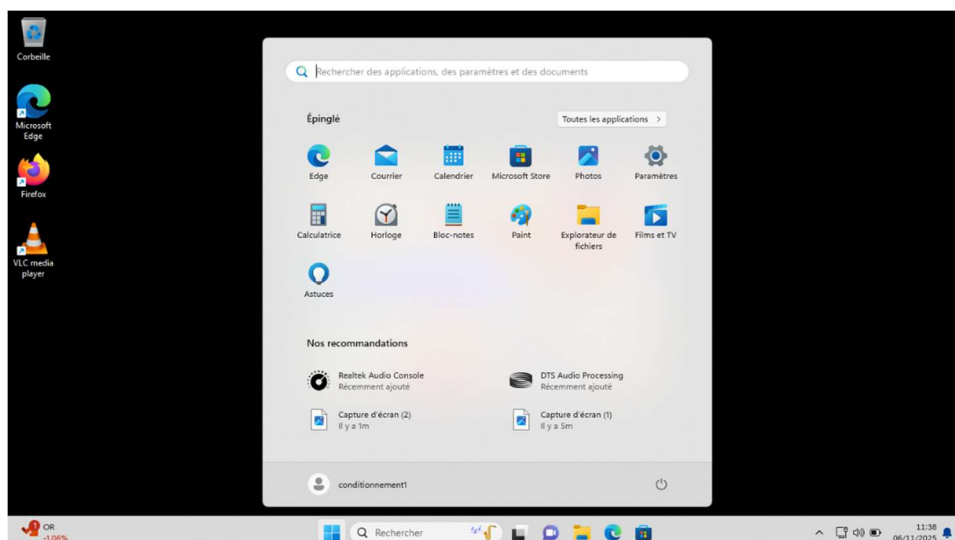 Corbeille
Microsoft
Edge
Firefox
VLC media
player
Rechercher des applications, des paramètres et des documents
Épinglé
Toutes les applications >
Edge
Courrier
Calendrier
Microsoft Store
Photos
Paramètres
Calculatrice
Horloge
Bloc-notes
Paint
Explorateur de
fichiers
Films et TV
Astuces
Nos recommandations
Realtek Audio Console
Récemment ajouté
DTS Audio Processing
Récemment ajouté
Capture d'écran (2)
Il y a 1m
Capture d'écran (1)
Il y a 5m
conditionnement1
OR
-1.06%
Rechercher
11:38
06/11/2025